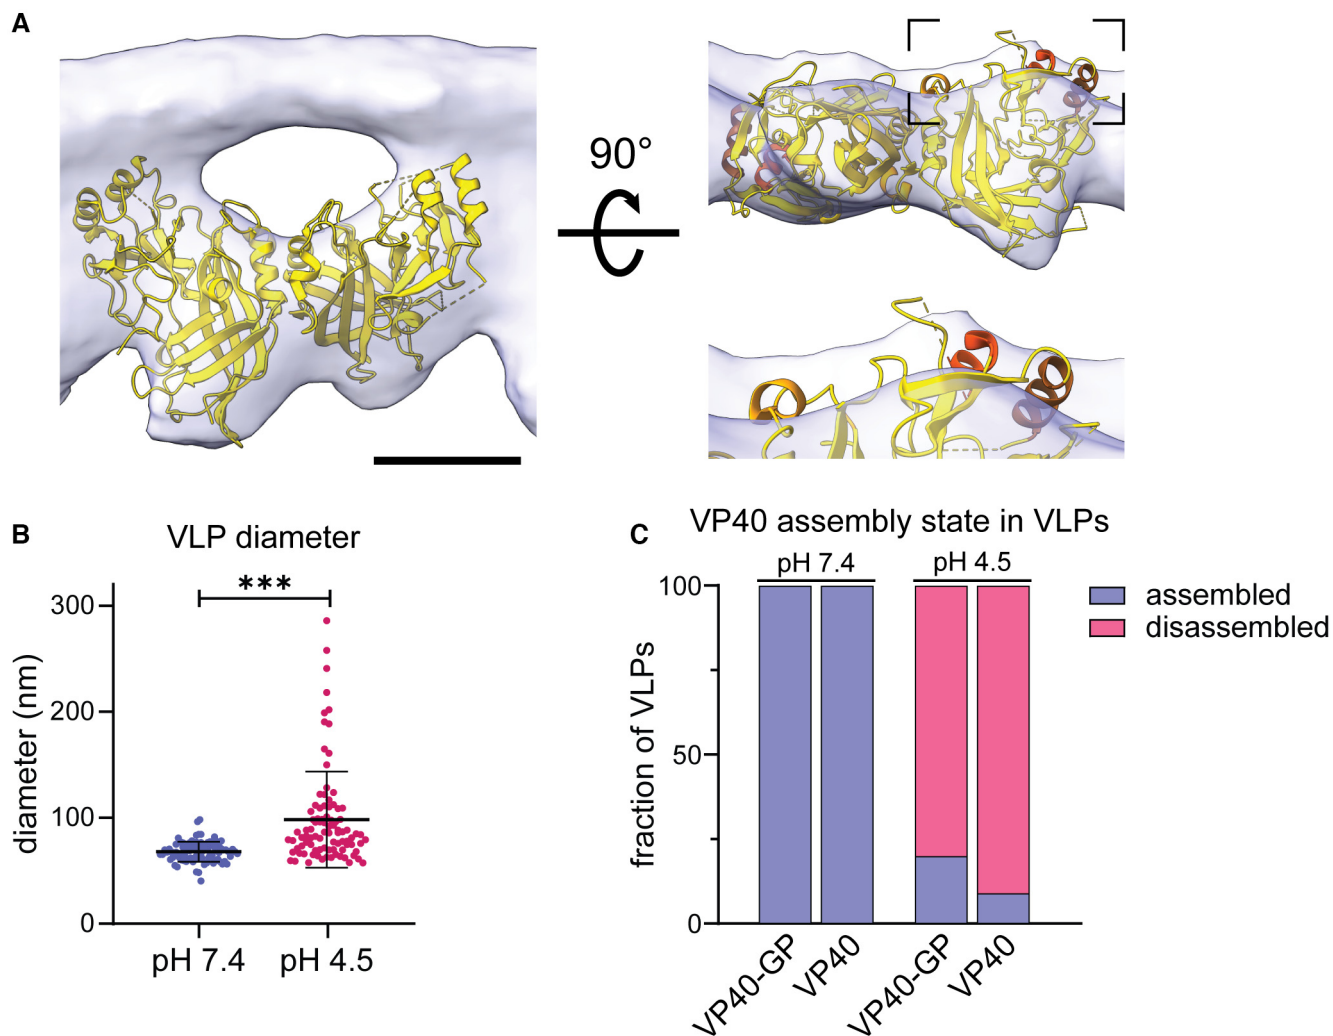 A
90°
B
VLP diameter
***
300
200
100
0
diameter (nm)
pH 7.4
pH 4.5
C
VP40 assembly state in VLPs
pH 7.4
pH 4.5
100
50
0
fraction of VLPs
VP40-GP
VP40
VP40-GP
VP40
assembled
disassembled